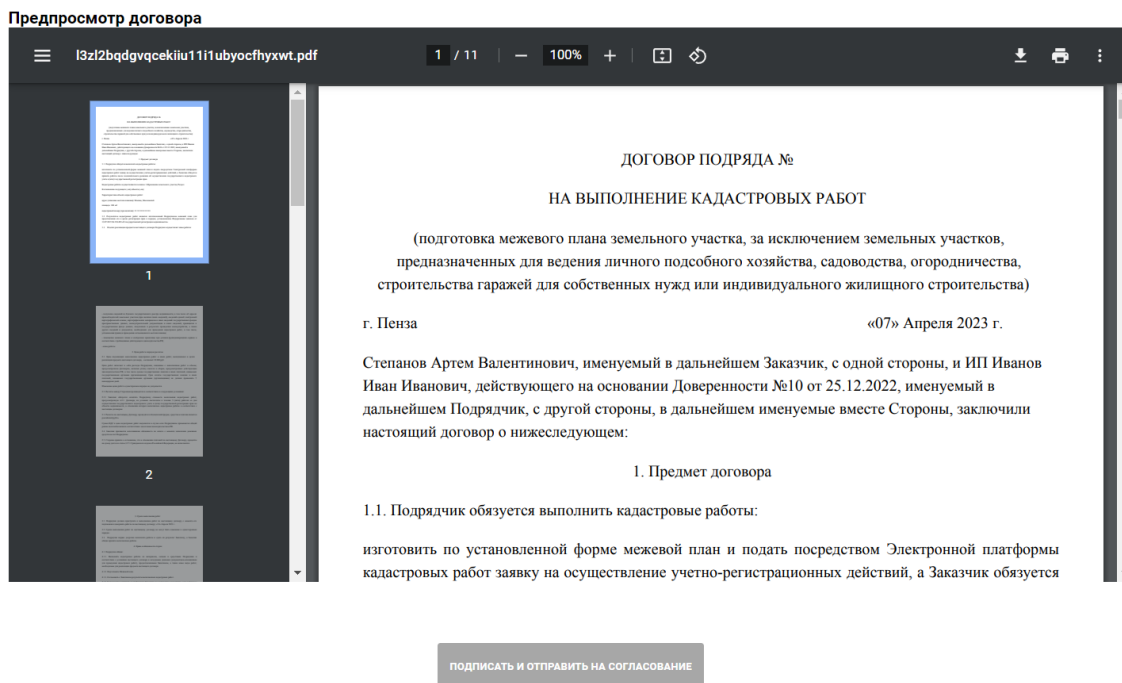 Предпросмотр договора
l3zl2bqdgvqcekiiu11i1ubyocfhyxwt.pdf
1 / 11
100%
ДОГОВОР ПОДРЯДА №
НА ВЫПОЛНЕНИЕ КАДАСТРОВЫХ РАБОТ
(подготовка межевого плана земельного участка, за исключением земельных участков,
предназначенных для ведения личного подсобного хозяйства, садоводства, огородничества,
строительства гаражей для собственных нужд или индивидуального жилищного строительства)
г. Пенза «07» Апреля 2023 г.
Степанов Артем Валентинович, именуемый в дальнейшем Заказчик, с одной стороны, и ИП Иванов
Иван Иванович, действующего на основании Доверенности №10 от 25.12.2022, именуемый в
дальнейшем Подрядчик, с другой стороны, в дальнейшем именуемые вместе Стороны, заключили
настоящий договор о нижеследующем:
1. Предмет договора
1.1. Подрядчик обязуется выполнить кадастровые работы:
изготовить по установленной форме межевой план и подать посредством Электронной платформы
кадастровых работ заявку на осуществление учетно-регистрационных действий, а Заказчик обязуется
1
2
ПОДПИСАТЬ И ОТПРАВИТЬ НА СОГЛАСОВАНИЕ